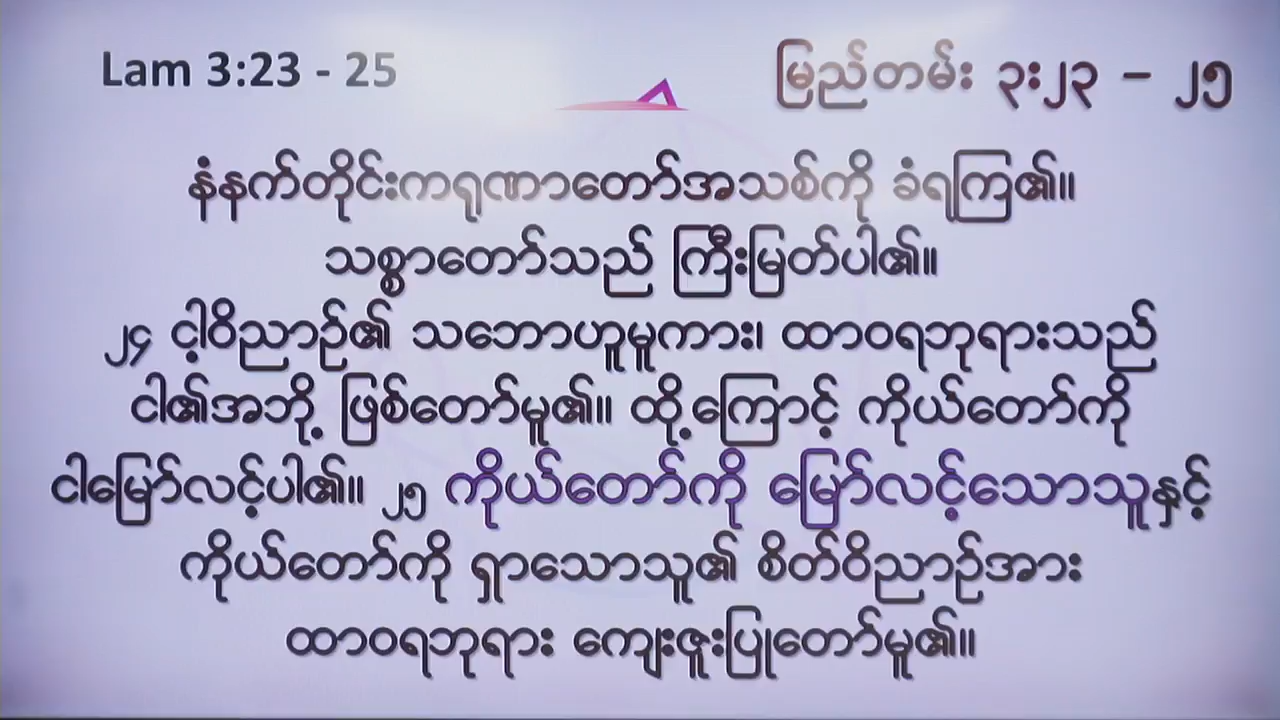 Lam 3:23 - 25
မြည်တမ်း ၃း၂၃ – ၂၅
နံနက်တိုင်းကရုဏာတော်အသစ်ကို ခံရကြ၏။
သစ္စာတော်သည် ကြီးမြတ်ပါ၏။
၂၄ ငါ့ဝိညာဉ်၏ သဘောဟူမူကား၊ ထာဝရဘုရားသည်
ငါ၏အဘို့ ဖြစ်တော်မူ၏။ ထို့ကြောင့် ကိုယ်တော်ကို
ငါမြော်လင့်ပါ၏။ ၂၅ ကိုယ်တော်ကို မြော်လင့်သောသူနှင့်
ကိုယ်တော်ကို ရှာသောသူ၏ စိတ်ဝိညာဉ်အား
ထာဝရဘုရား ကျေးဇူးပြုတော်မူ၏။